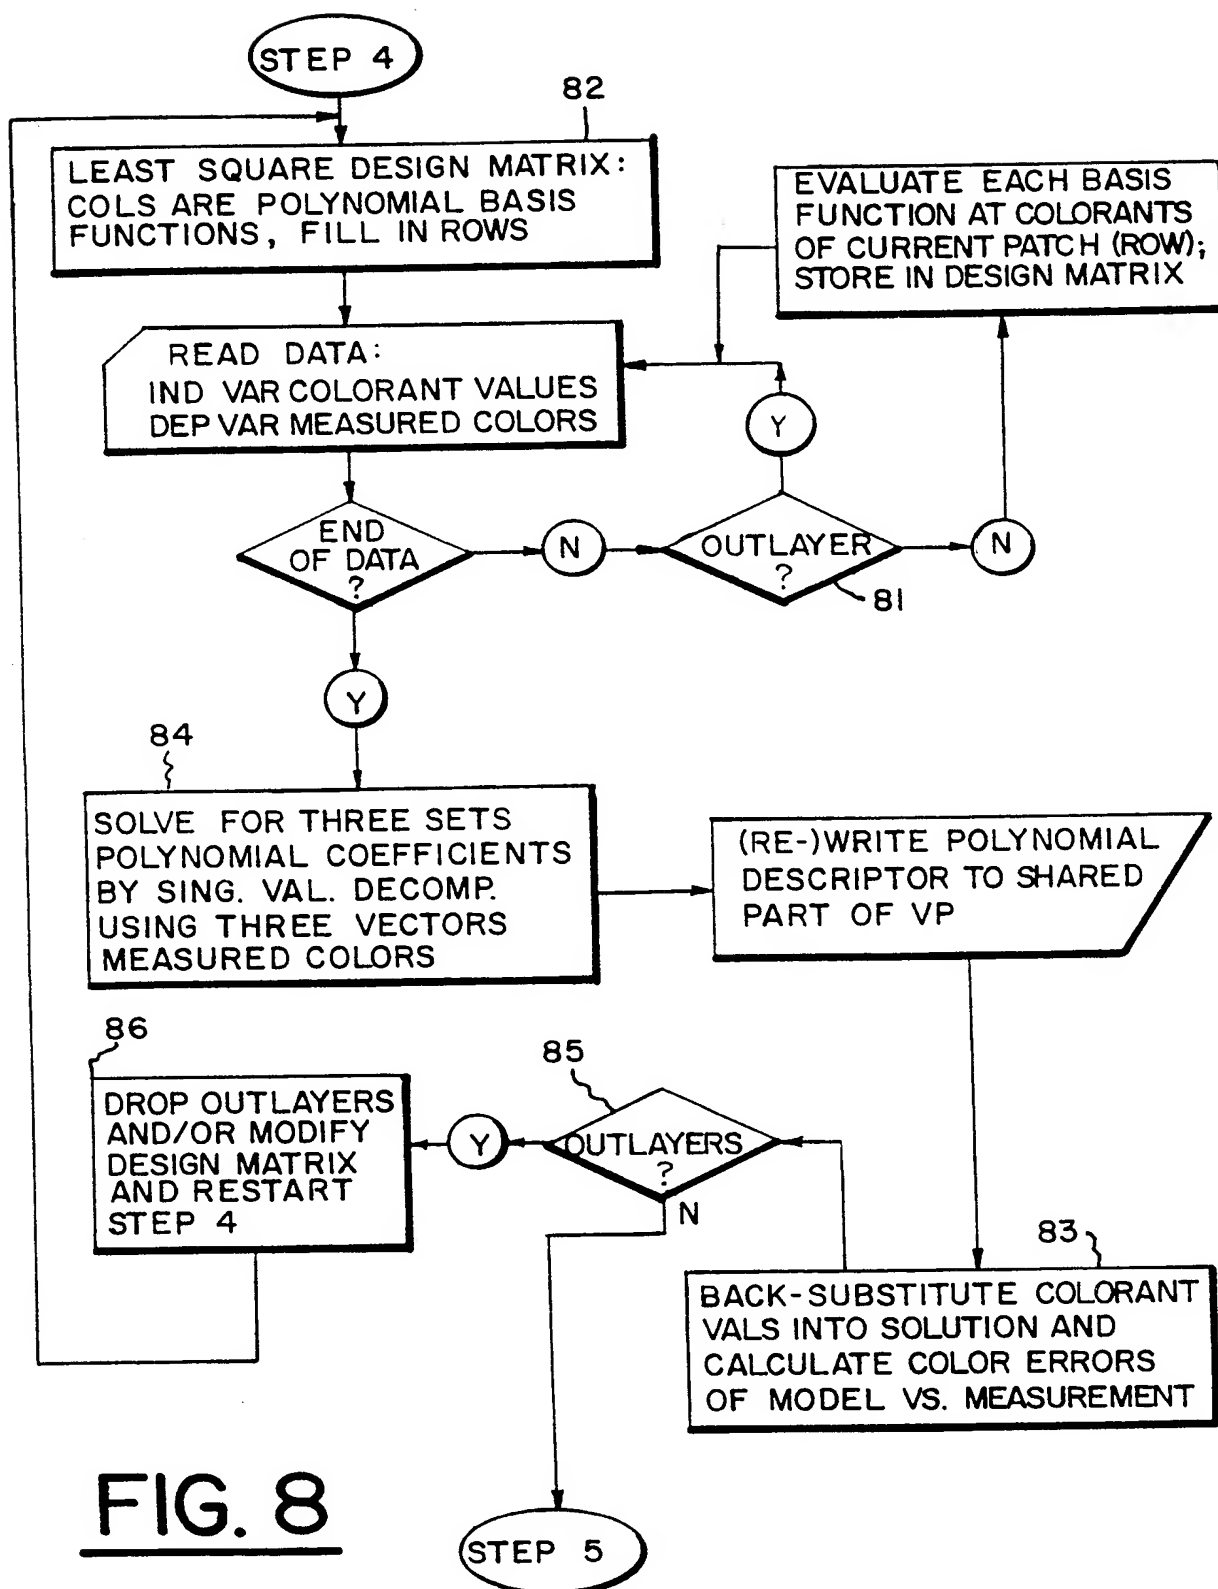 STEP 4
82
LEAST SQUARE DESIGN MATRIX:
COLS ARE POLYNOMIAL BASIS
FUNCTIONS, FILL IN ROWS
EVALUATE EACH BASIS
FUNCTION AT COLORANTS
OF CURRENT PATCH (ROW);
STORE IN DESIGN MATRIX
READ DATA:
IND VAR COLORANT VALUES
DEP VAR MEASURED COLORS
Y
END
OF DATA
?
N
OUTLAYER
?
N
81
Y
84
SOLVE FOR THREE SETS
POLYNOMIAL COEFFICIENTS
BY SING. VAL. DECOMP.
USING THREE VECTORS
MEASURED COLORS
(RE-)WRITE POLYNOMIAL
DESCRIPTOR TO SHARED
PART OF VP
86
DROP OUTLAYERS
AND/OR MODIFY
DESIGN MATRIX
AND RESTART
STEP 4
Y
85
OUTLAYERS
?
N
83
BACK-SUBSTITUTE COLORANT
VALS INTO SOLUTION AND
CALCULATE COLOR ERRORS
OF MODEL VS. MEASUREMENT
FIG. 8
STEP 5